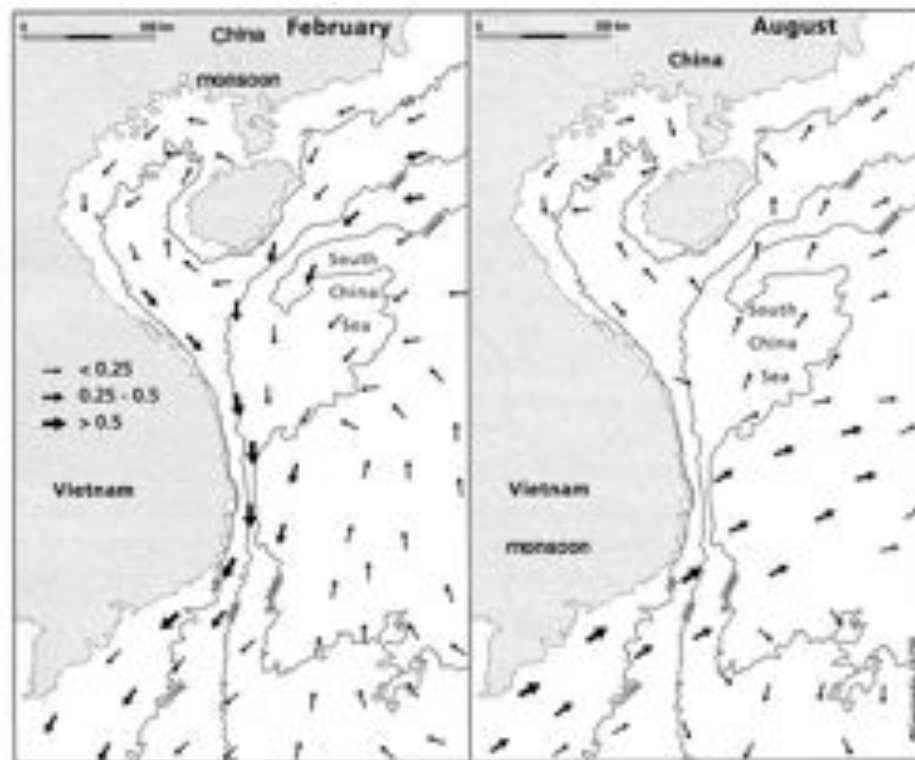 February
China
monsoon
South
China
Sea
< 0.25
0.25 - 0.5
> 0.5
Vietnam
August
China
South
China
Sea
Vietnam
monsoon